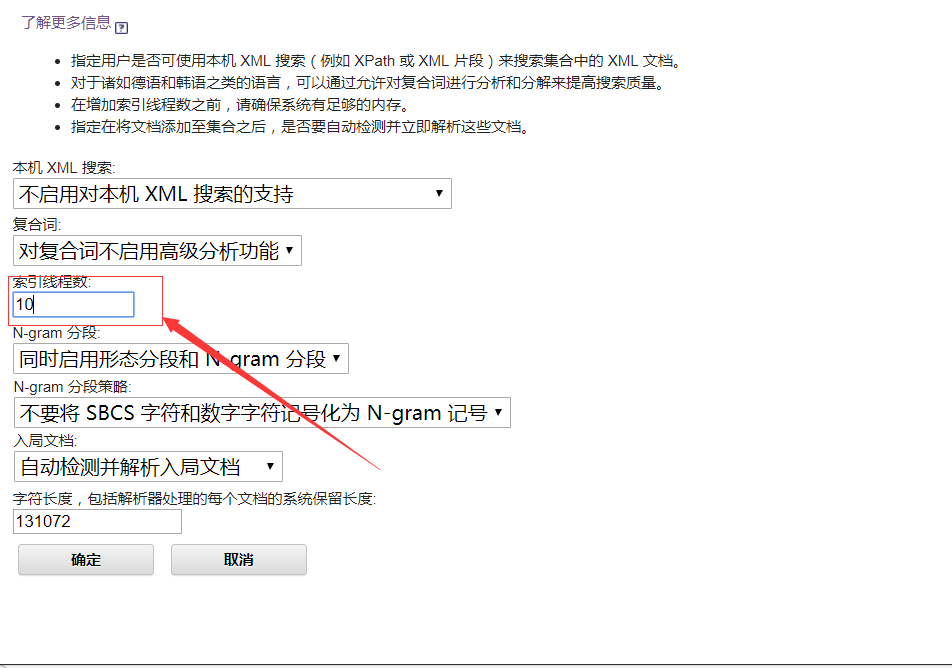 了解更多信息 ?
• 指定用户是否可使用本机 XML 搜索（例如 XPath 或 XML 片段）来搜索集合中的 XML 文档。
• 对于诸如德语和韩语之类的语言，可以通过允许对复合词进行分析和分解来提高搜索质量。
• 在增加索引线程数之前，请确保系统有足够的内存。
• 指定在将文档添加至集合之后，是否要自动检测并立即解析这些文档。
本机 XML 搜索:
不启用对本机 XML 搜索的支持
复合词:
对复合词不启用高级分析功能
索引线程数:
10
N-gram 分段:
同时启用形态分段和 N-gram 分段
N-gram 分段策略:
不要将 SBCS 字符和数字字符记号化为 N-gram 记号
入局文档:
自动检测并解析入局文档
字符长度，包括解析器处理的每个文档的系统保留长度:
131072
确定 取消